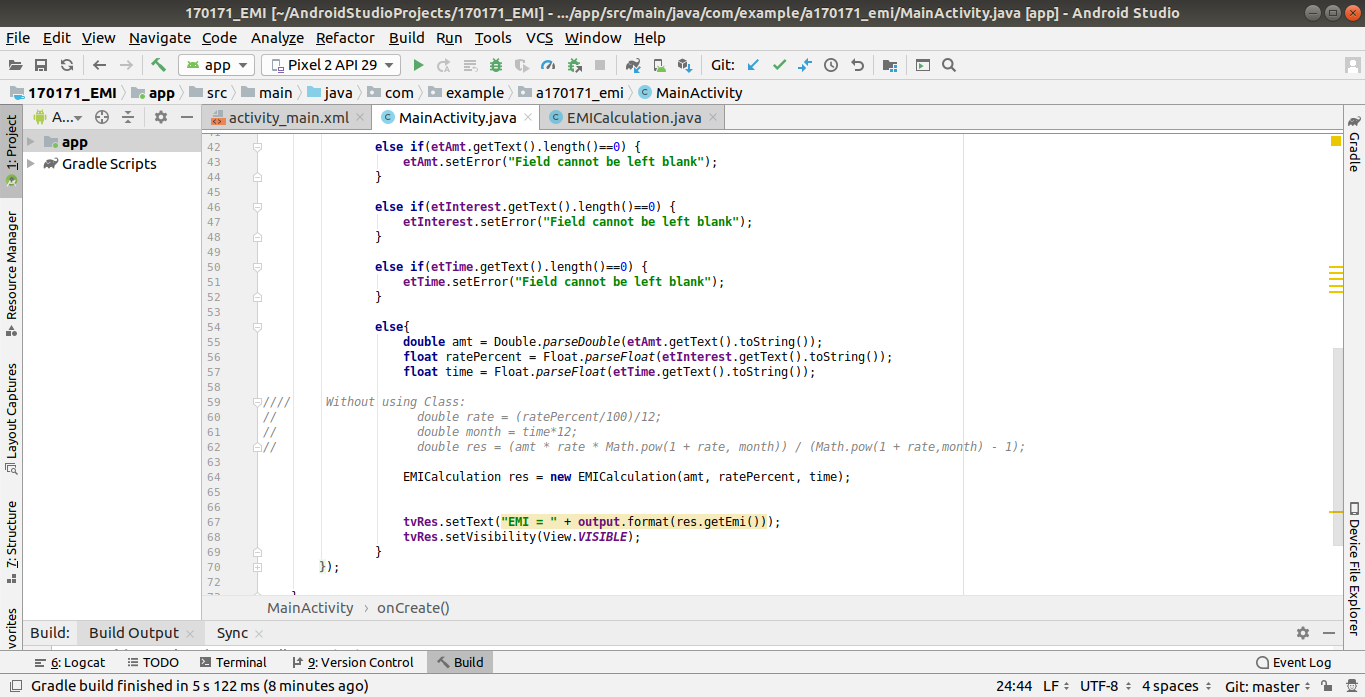 170171_EMI [~/AndroidStudioProjects/170171_EMI] - .../app/src/main/java/com/example/a170171_emi/MainActivity.java [app] - Android Studio
File Edit View Navigate Code Analyze Refactor Build Run Tools VCS Window Help
app Pixel 2 API 29 Git:
170171_EMI app src main java com example a170171_emi MainActivity
A... activity_main.xml MainActivity.java EMICalculation.java
app
Gradle Scripts
1: Project
Resource Manager
Layout Captures
7: Structure
Gradle
Device File Explorer
42 else if(etAmt.getText().length()==0) {
43 etAmt.setError("Field cannot be left blank");
44 }
45
46 else if(etInterest.getText().length()==0) {
47 etInterest.setError("Field cannot be left blank");
48 }
49
50 else if(etTime.getText().length()==0) {
51 etTime.setError("Field cannot be left blank");
52 }
53
54 else{
55 double amt = Double.parseDouble(etAmt.getText().toString());
56 float ratePercent = Float.parseFloat(etInterest.getText().toString());
57 float time = Float.parseFloat(etTime.getText().toString());
58
59 //// Without using Class:
60 // double rate = (ratePercent/100)/12;
61 // double month = time*12;
62 // double res = (amt * rate * Math.pow(1 + rate, month)) / (Math.pow(1 + rate,month) - 1);
63
64 EMICalculation res = new EMICalculation(amt, ratePercent, time);
65
66
67 tvRes.setText("EMI = " + output.format(res.getEmi()));
68 tvRes.setVisibility(View.VISIBLE);
69 }
70 });
72
MainActivity › onCreate()
Build: Build Output Sync
6: Logcat TODO Terminal 9: Version Control Build Event Log
Gradle build finished in 5 s 122 ms (8 minutes ago) 24:44 LF UTF-8 4 spaces Git: master